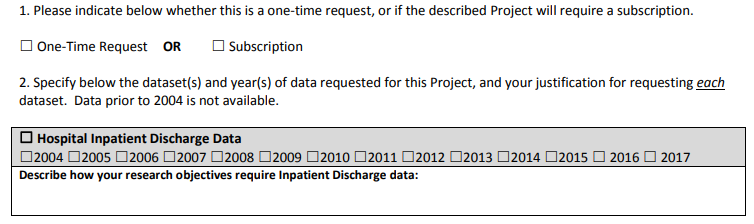 1. Please indicate below whether this is a one-time request, or if the described Project will require a subscription.
☐ One-Time Request OR ☐ Subscription
2. Specify below the dataset(s) and year(s) of data requested for this Project, and your justification for requesting each
dataset. Data prior to 2004 is not available.
☐ Hospital Inpatient Discharge Data
☐2004 ☐2005 ☐2006 ☐2007 ☐2008 ☐2009 ☐2010 ☐2011 ☐2012 ☐2013 ☐2014 ☐2015 ☐ 2016 ☐ 2017
Describe how your research objectives require Inpatient Discharge data: